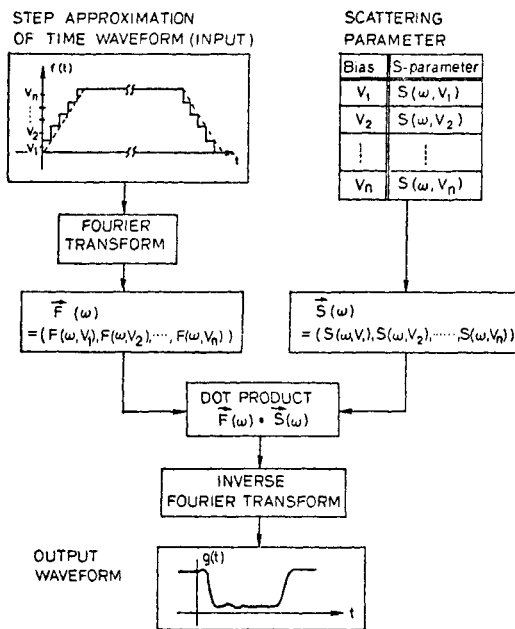 STEP APPROXIMATION
OF TIME WAVEFORM (INPUT)
f(t)
Vn
V2
V1
t
SCATTERING
PARAMETER
Bias S-parameter
V1 S(ω,V1)
V2 S(ω,V2)
Vn S(ω,Vn)
FOURIER
TRANSFORM
F(ω)
=(F(ω,V1),F(ω,V2),····,F(ω,Vn))
S(ω)
=(S(ω,V1),S(ω,V2),······,S(ω,Vn))
DOT PRODUCT
F(ω) • S(ω)
INVERSE
FOURIER TRANSFORM
OUTPUT
WAVEFORM
g(t)
t